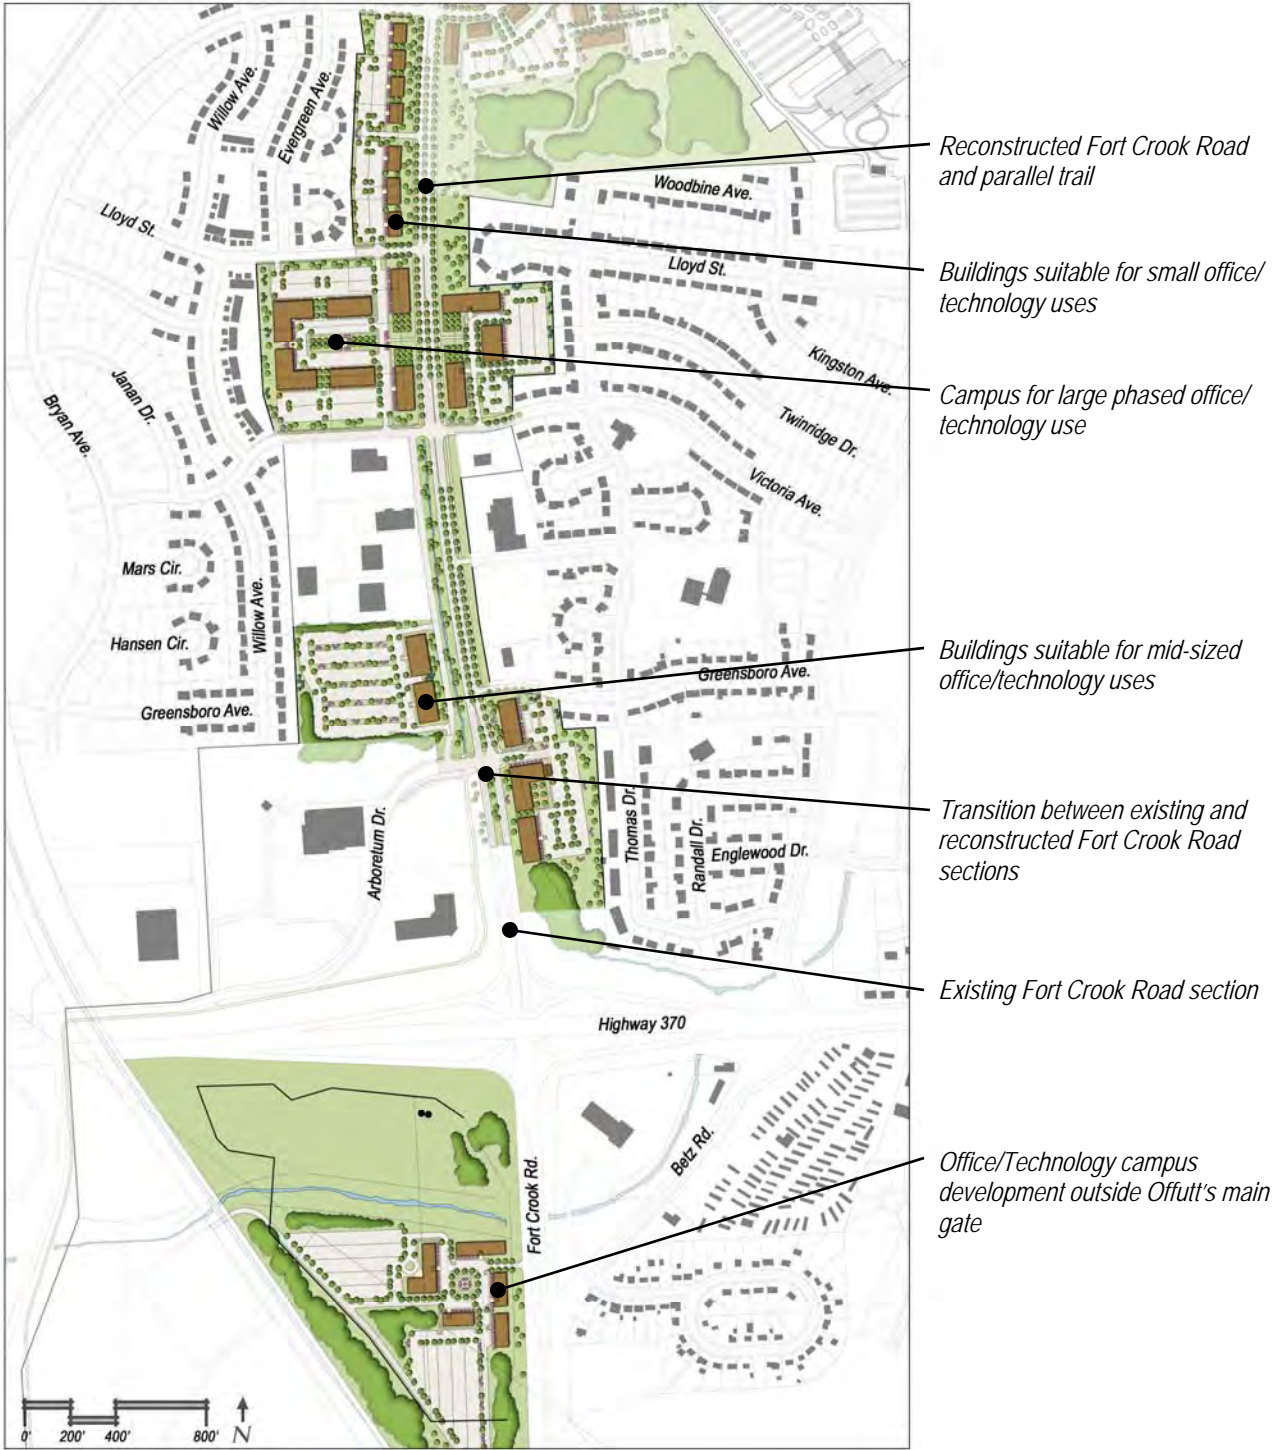 Willow Ave.
Evergreen Ave.
Lloyd St.
Woodbine Ave.
Lloyd St.
Kingston Ave.
Twinridge Dr.
Victoria Ave.
Janan Dr.
Bryan Ave.
Mars Cir.
Hansen Cir.
Willow Ave.
Greensboro Ave.
Greensboro Ave.
Arboretum Dr.
Thomas Dr.
Randall Dr.
Englewood Dr.
Highway 370
Betz Rd.
Fort Crook Rd.
0' 200' 400' 800' N
Reconstructed Fort Crook Road
and parallel trail
Buildings suitable for small office/
technology uses
Campus for large phased office/
technology use
Buildings suitable for mid-sized
office/technology uses
Transition between existing and
reconstructed Fort Crook Road
sections
Existing Fort Crook Road section
Office/Technology campus
development outside Offutt's main
gate